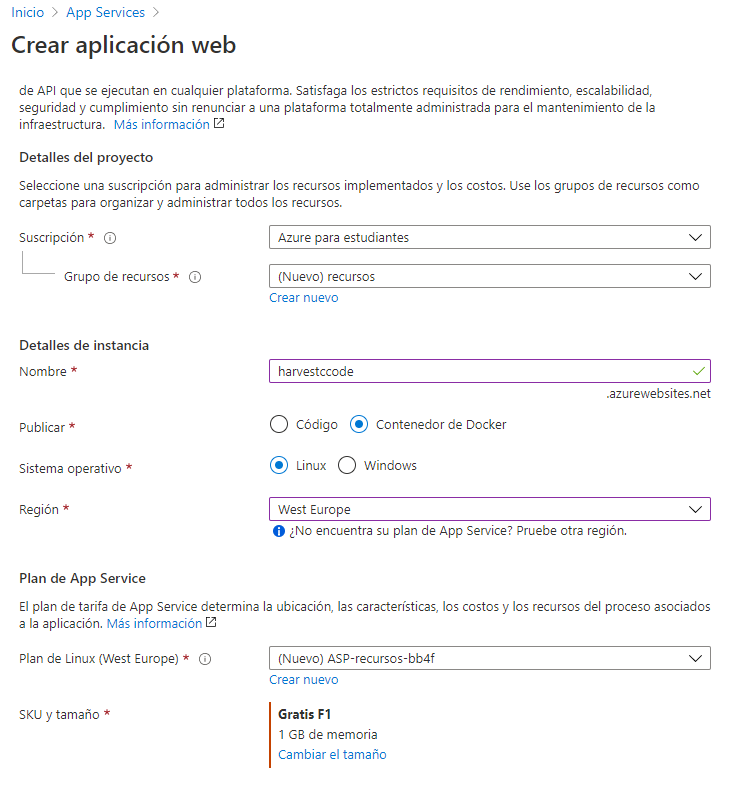 Inicio > App Services >
Crear aplicación web
de API que se ejecutan en cualquier plataforma. Satisfaga los estrictos requisitos de rendimiento, escalabilidad,
seguridad y cumplimiento sin renunciar a una plataforma totalmente administrada para el mantenimiento de la
infraestructura. Más información
Detalles del proyecto
Seleccione una suscripción para administrar los recursos implementados y los costos. Use los grupos de recursos como
carpetas para organizar y administrar todos los recursos.
Suscripción * Azure para estudiantes
Grupo de recursos * (Nuevo) recursos
Crear nuevo
Detalles de instancia
Nombre * harvestccode
.azurewebsites.net
Publicar * Código Contenedor de Docker
Sistema operativo * Linux Windows
Región * West Europe
¿No encuentra su plan de App Service? Pruebe otra región.
Plan de App Service
El plan de tarifa de App Service determina la ubicación, las características, los costos y los recursos del proceso asociados
a la aplicación. Más información
Plan de Linux (West Europe) * (Nuevo) ASP-recursos-bb4f
Crear nuevo
SKU y tamaño * Gratis F1
1 GB de memoria
Cambiar el tamaño